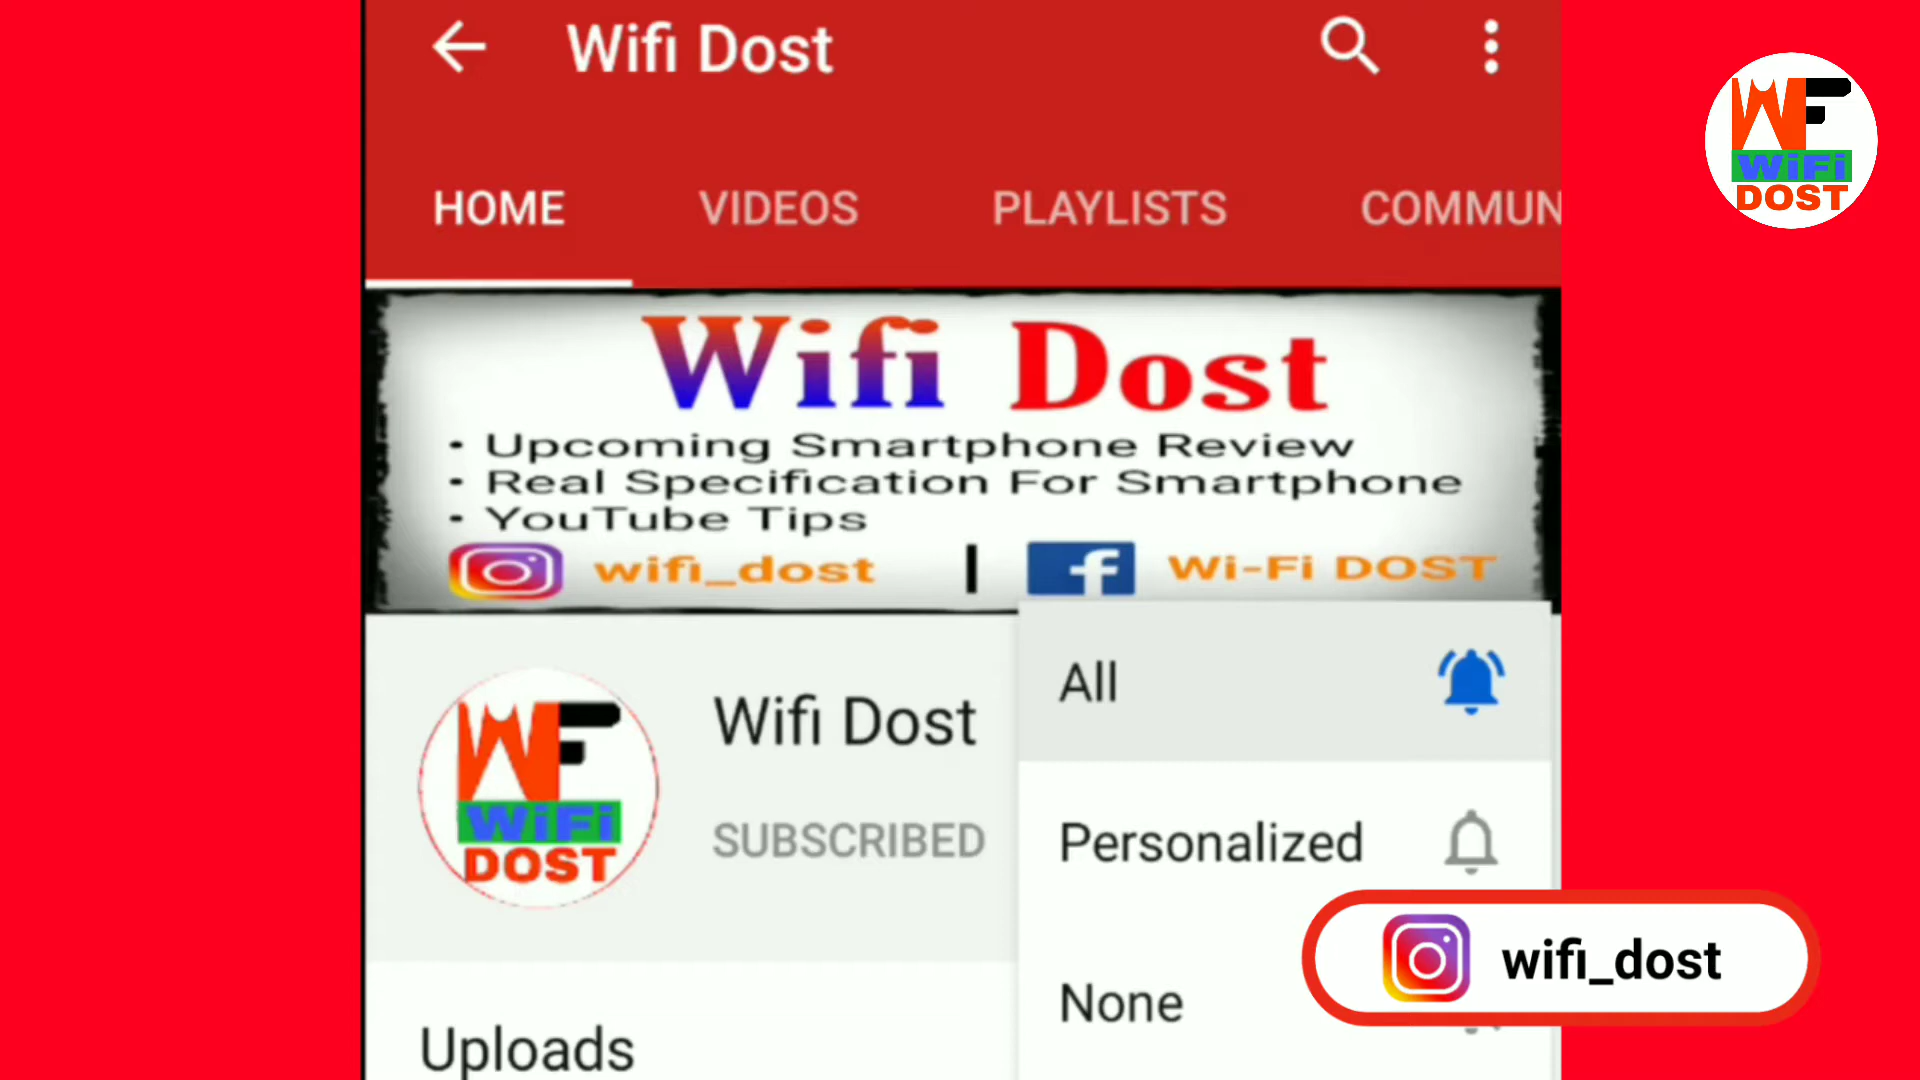 Wifi Dost
HOME VIDEOS PLAYLISTS COMMUN
WF
WiFi
DOST
Wifi Dost
• Upcoming Smartphone Review
• Real Specification For Smartphone
• YouTube Tips
wifi_dost | Wi-Fi DOST
WF
WiFi
DOST
Wifi Dost
SUBSCRIBED
All
Personalized
None
wifi_dost
Uploads